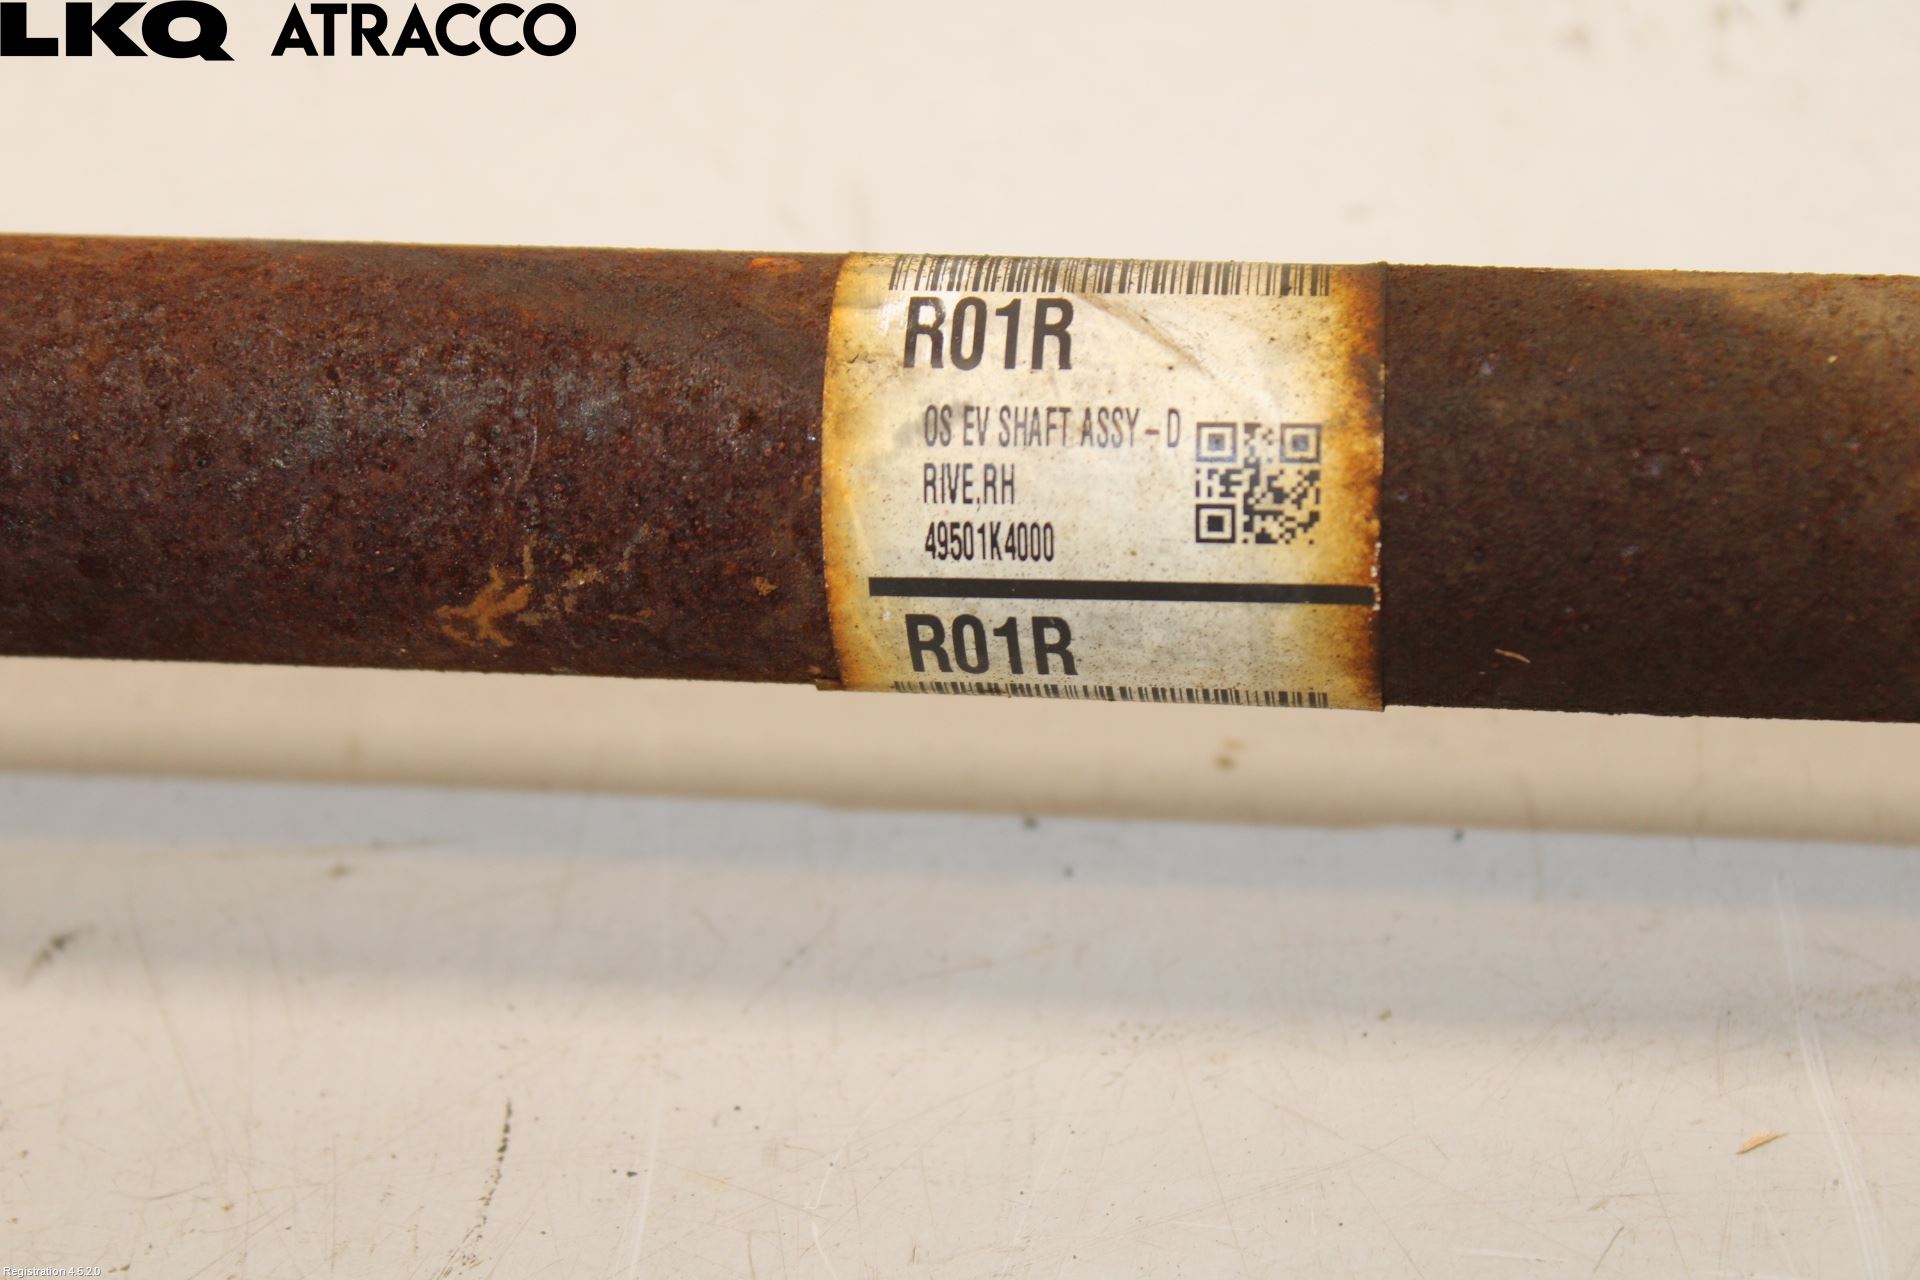 LKQ ATRACCO
R01R
OS EV SHAFT ASSY - D
RIVE,RH
49501K4000
R01R
Registration 4.5.2.0